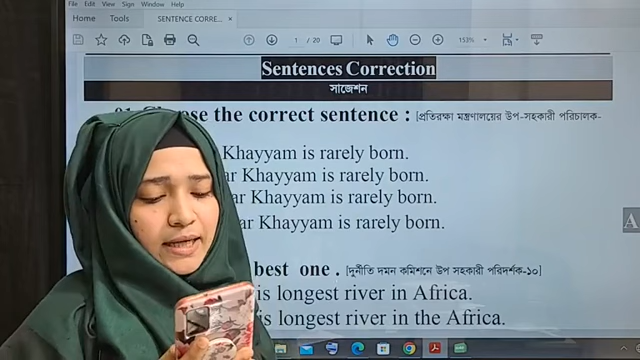 File Edit View Sign Window Help
Home Tools SENTENCE CORRE... ×
1 / 20 153%
Sentences Correction
সাজেশন
01. Choose the correct sentence : [প্রতিরক্ষা মন্ত্রণালয়ের উপ-সহকারী পরিচালক-
Khayyam is rarely born.
ar Khayyam is rarely born.
ar Khayyam is rarely born.
ar Khayyam is rarely born.
best one . [দুর্নীতি দমন কমিশনে উপ সহকারী পরিদর্শক-১০]
is longest river in Africa.
is longest river in the Africa.